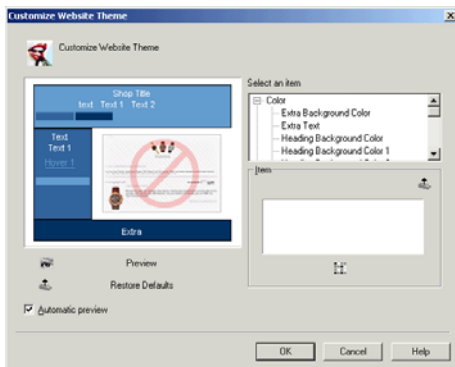 Customize Website Theme
Customize Website Theme
Shop Title
text Text 1 Text 2
Text
Text 1
Hover 1
Extra
Preview
Restore Defaults
Automatic preview
Select an item
Color
Extra Background Color
Extra Text
Heading Background Color
Heading Background Color 1
Item
OK
Cancel
Help